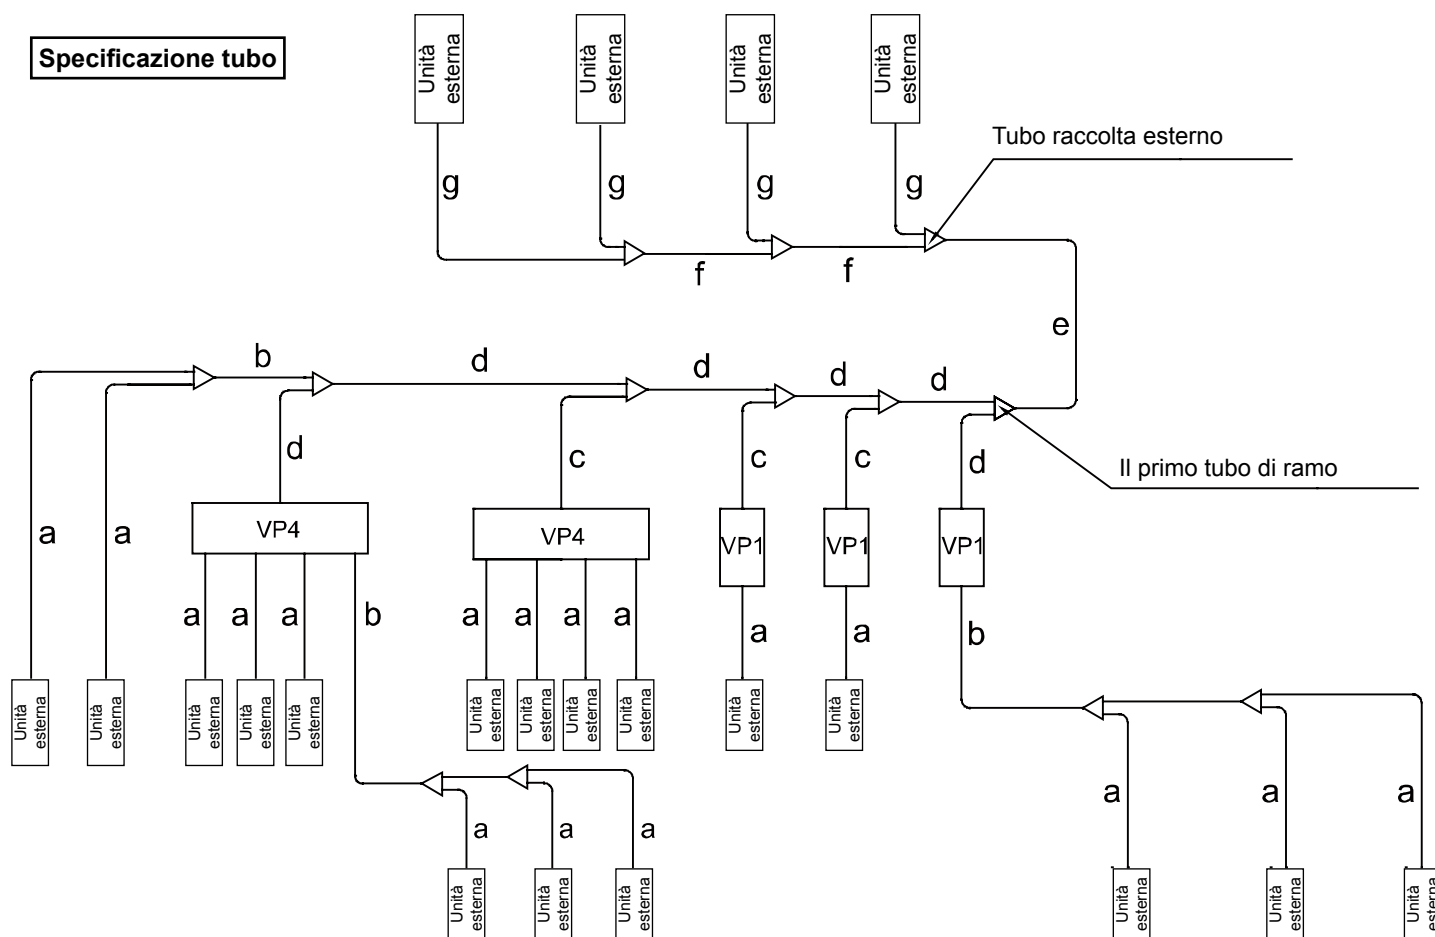 Specificazione tubo
Unità
esterna
Unità
esterna
Unità
esterna
Unità
esterna
Tubo raccolta esterno
g
g
g
g
f
f
e
b
d
d
d
d
d
c
c
c
d
Il primo tubo di ramo
a
a
VP4
VP4
VP1
VP1
VP1
a
a
a
b
a
a
a
a
a
a
b
Unità
esterna
Unità
esterna
Unità
esterna
Unità
esterna
Unità
esterna
Unità
esterna
Unità
esterna
Unità
esterna
Unità
esterna
Unità
esterna
Unità
esterna
a
a
a
a
a
a
Unità
esterna
Unità
esterna
Unità
esterna
Unità
esterna
Unità
esterna
Unità
esterna